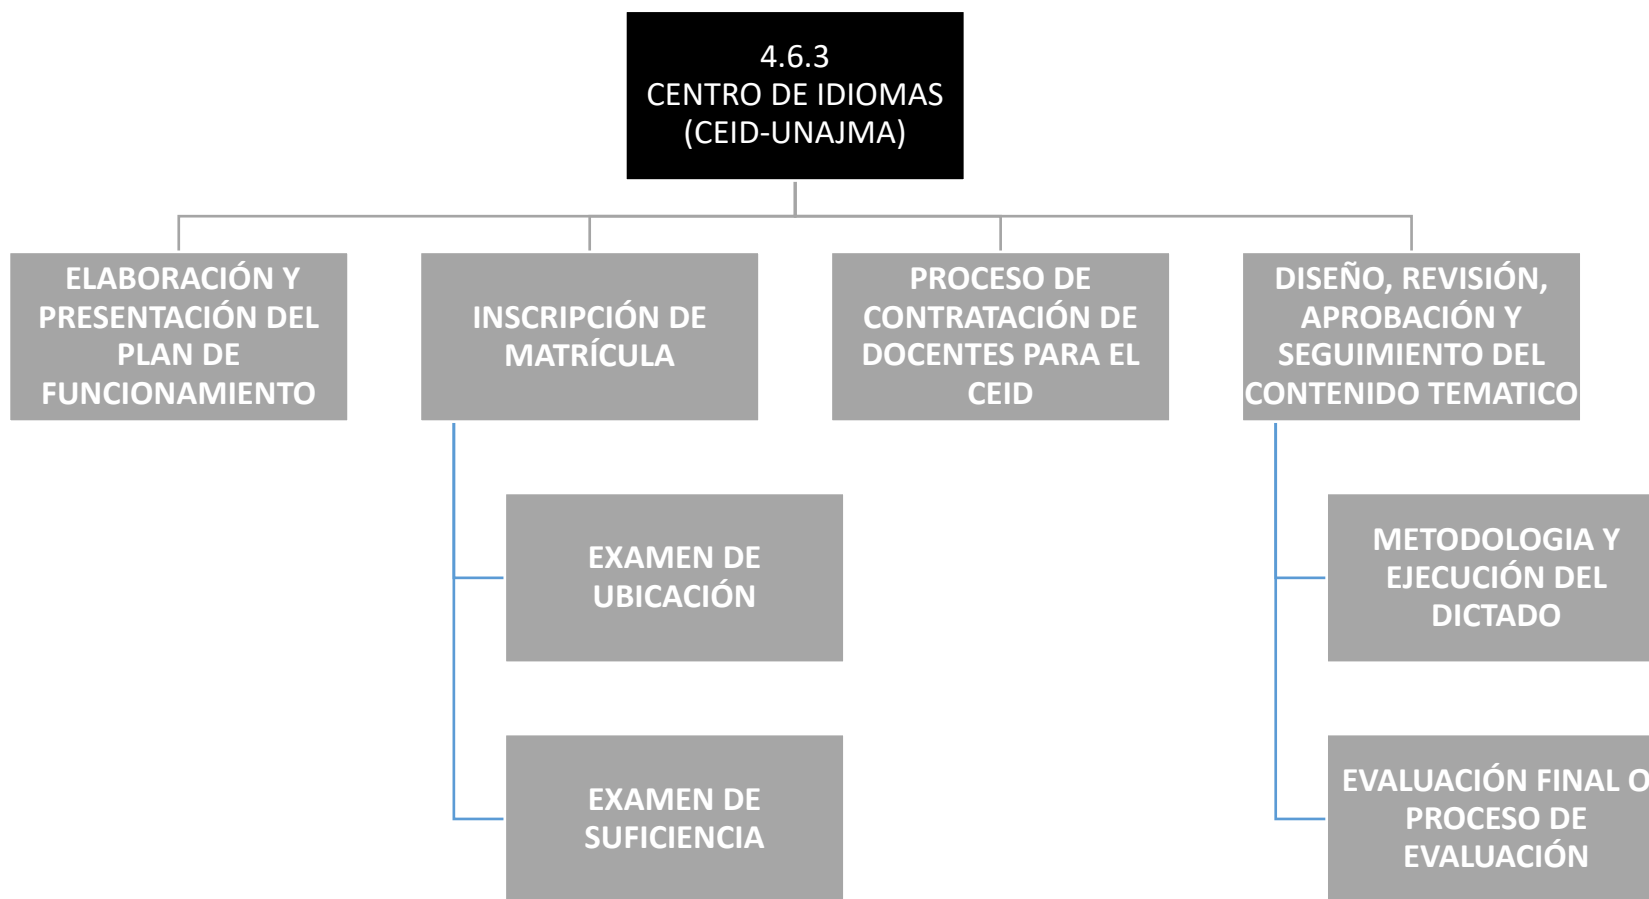 4.6.3
CENTRO DE IDIOMAS
(CEID-UNAJMA)
ELABORACIÓN Y
PRESENTACIÓN DEL
PLAN DE
FUNCIONAMIENTO
INSCRIPCIÓN DE
MATRÍCULA
PROCESO DE
CONTRATACIÓN DE
DOCENTES PARA EL
CEID
DISEÑO, REVISIÓN,
APROBACIÓN Y
SEGUIMIENTO DEL
CONTENIDO TEMATICO
EXAMEN DE
UBICACIÓN
METODOLOGIA Y
EJECUCIÓN DEL
DICTADO
EXAMEN DE
SUFICIENCIA
EVALUACIÓN FINAL O
PROCESO DE
EVALUACIÓN